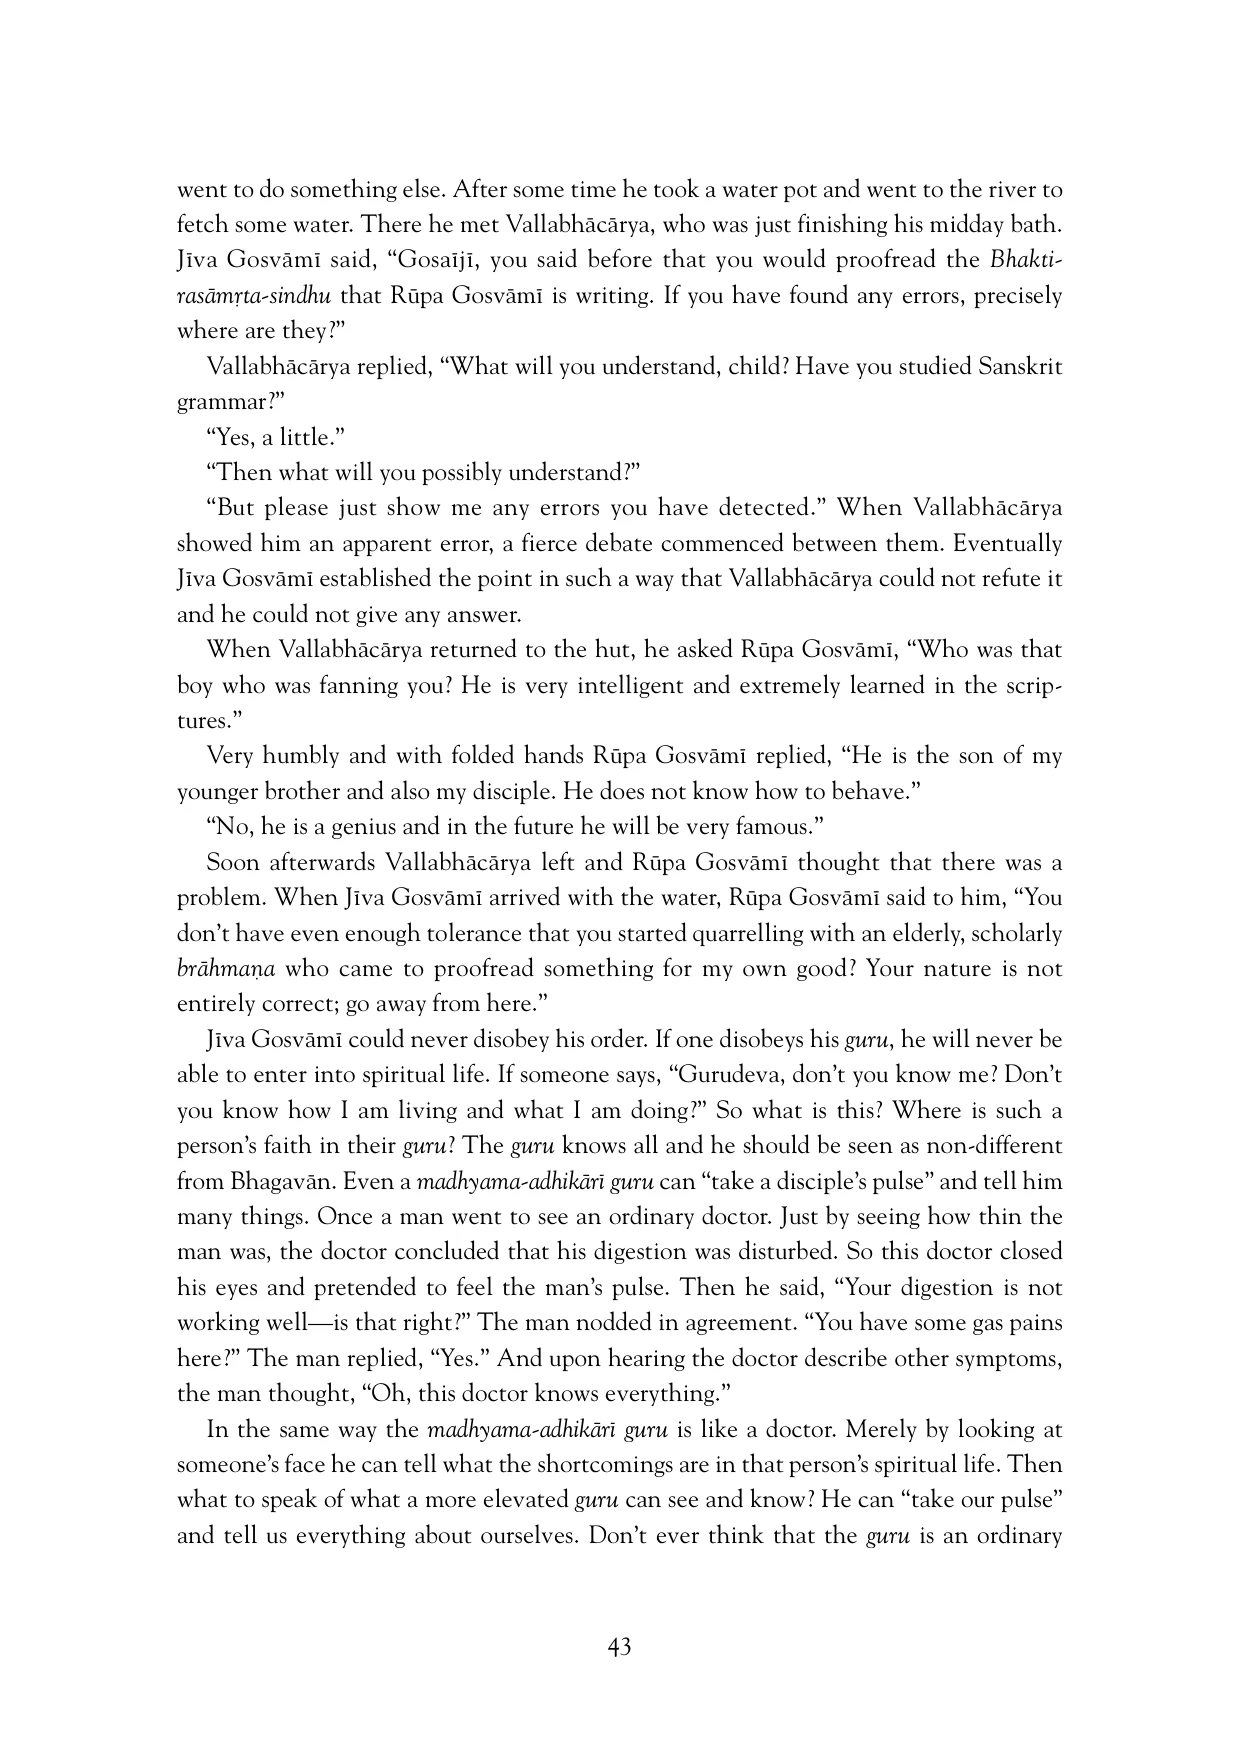 went to do something else. After some time he took a water pot and went to the river to
fetch some water. There he met Vallabhācārya, who was just finishing his midday bath.
Jīva Gosvāmī said, “Gosaījī, you said before that you would proofread the Bhakti-
rasāmṛta-sindhu that Rūpa Gosvāmī is writing. If you have found any errors, precisely
where are they?”
Vallabhācārya replied, “What will you understand, child? Have you studied Sanskrit
grammar?”
“Yes, a little.”
“Then what will you possibly understand?”
“But please just show me any errors you have detected.” When Vallabhācārya
showed him an apparent error, a fierce debate commenced between them. Eventually
Jīva Gosvāmī established the point in such a way that Vallabhācārya could not refute it
and he could not give any answer.
When Vallabhācārya returned to the hut, he asked Rūpa Gosvāmī, “Who was that
boy who was fanning you? He is very intelligent and extremely learned in the scrip-
tures.”
Very humbly and with folded hands Rūpa Gosvāmī replied, “He is the son of my
younger brother and also my disciple. He does not know how to behave.”
“No, he is a genius and in the future he will be very famous.”
Soon afterwards Vallabhācārya left and Rūpa Gosvāmī thought that there was a
problem. When Jīva Gosvāmī arrived with the water, Rūpa Gosvāmī said to him, “You
don’t have even enough tolerance that you started quarrelling with an elderly, scholarly
brāhmaṇa who came to proofread something for my own good? Your nature is not
entirely correct; go away from here.”
Jīva Gosvāmī could never disobey his order. If one disobeys his guru, he will never be
able to enter into spiritual life. If someone says, “Gurudeva, don’t you know me? Don’t
you know how I am living and what I am doing?” So what is this? Where is such a
person’s faith in their guru? The guru knows all and he should be seen as non-different
from Bhagavān. Even a madhyama-adhikārī guru can “take a disciple’s pulse” and tell him
many things. Once a man went to see an ordinary doctor. Just by seeing how thin the
man was, the doctor concluded that his digestion was disturbed. So this doctor closed
his eyes and pretended to feel the man’s pulse. Then he said, “Your digestion is not
working well—is that right?” The man nodded in agreement. “You have some gas pains
here?” The man replied, “Yes.” And upon hearing the doctor describe other symptoms,
the man thought, “Oh, this doctor knows everything.”
In the same way the madhyama-adhikārī guru is like a doctor. Merely by looking at
someone’s face he can tell what the shortcomings are in that person’s spiritual life. Then
what to speak of what a more elevated guru can see and know? He can “take our pulse”
and tell us everything about ourselves. Don’t ever think that the guru is an ordinary
43